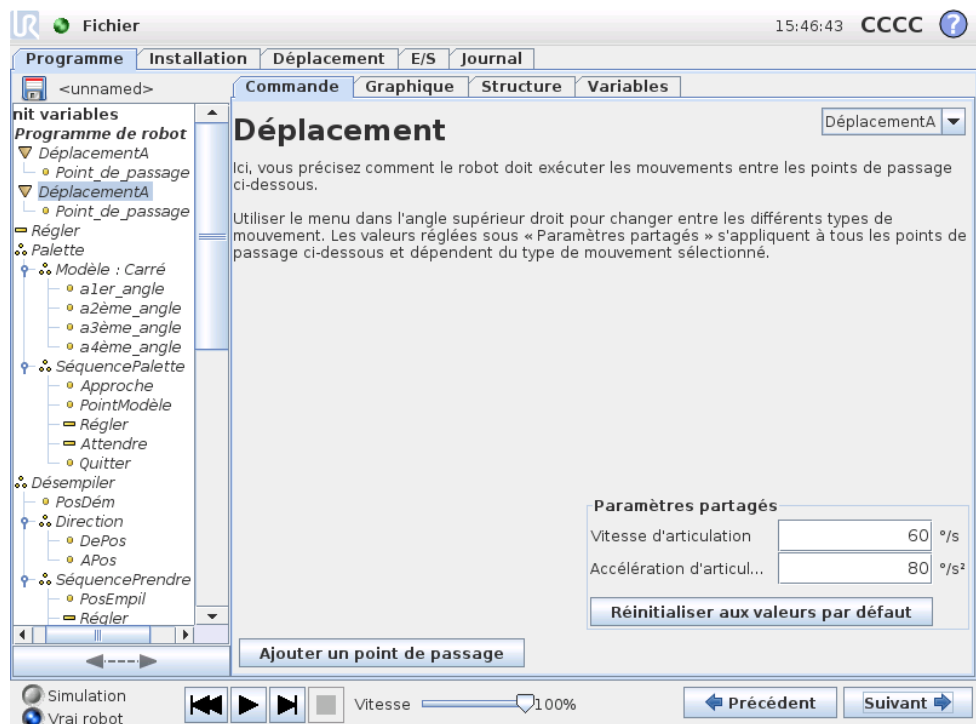 UR Fichier 15:46:43 CCCC ?
Programme Installation Déplacement E/S Journal
<unnamed>
Commande Graphique Structure Variables
nit variables
Programme de robot
DéplacementA
Point_de_passage
DéplacementA
Point_de_passage
Régler
Palette
Modèle : Carré
a1er_angle
a2ème_angle
a3ème_angle
a4ème_angle
SéquencePalette
Approche
PointModèle
Régler
Attendre
Quitter
Désempiler
PosDém
Direction
DePos
APos
SéquencePrendre
PosEmpil
Régler
Déplacement
DéplacementA
Ici, vous précisez comment le robot doit exécuter les mouvements entre les points de passage
ci-dessous.
Utiliser le menu dans l'angle supérieur droit pour changer entre les différents types de
mouvement. Les valeurs réglées sous « Paramètres partagés » s'appliquent à tous les points de
passage ci-dessous et dépendent du type de mouvement sélectionné.
Paramètres partagés
Vitesse d'articulation 60 °/s
Accélération d'articul... 80 °/s²
Réinitialiser aux valeurs par défaut
Ajouter un point de passage
Simulation
Vrai robot
Vitesse 100%
Précédent
Suivant